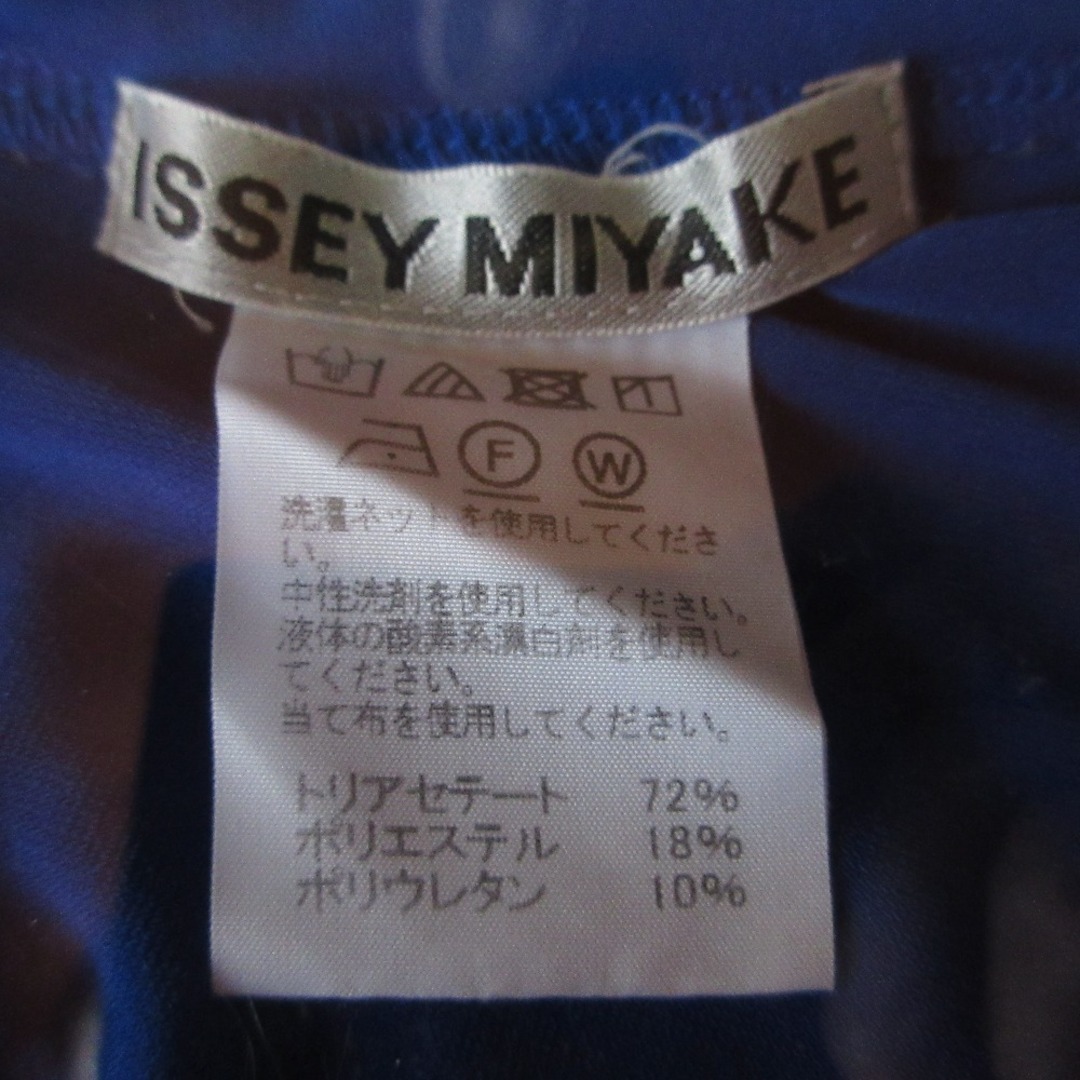 ISSEY MIYAKE
F W
洗濯ネットを使用してくださ
い。
中性洗剤を使用してください。
液体の酸素系漂白剤を使用し
てください。
当て布を使用してください。
トリアセテート 72%
ポリエステル 18%
ポリウレタン 10%